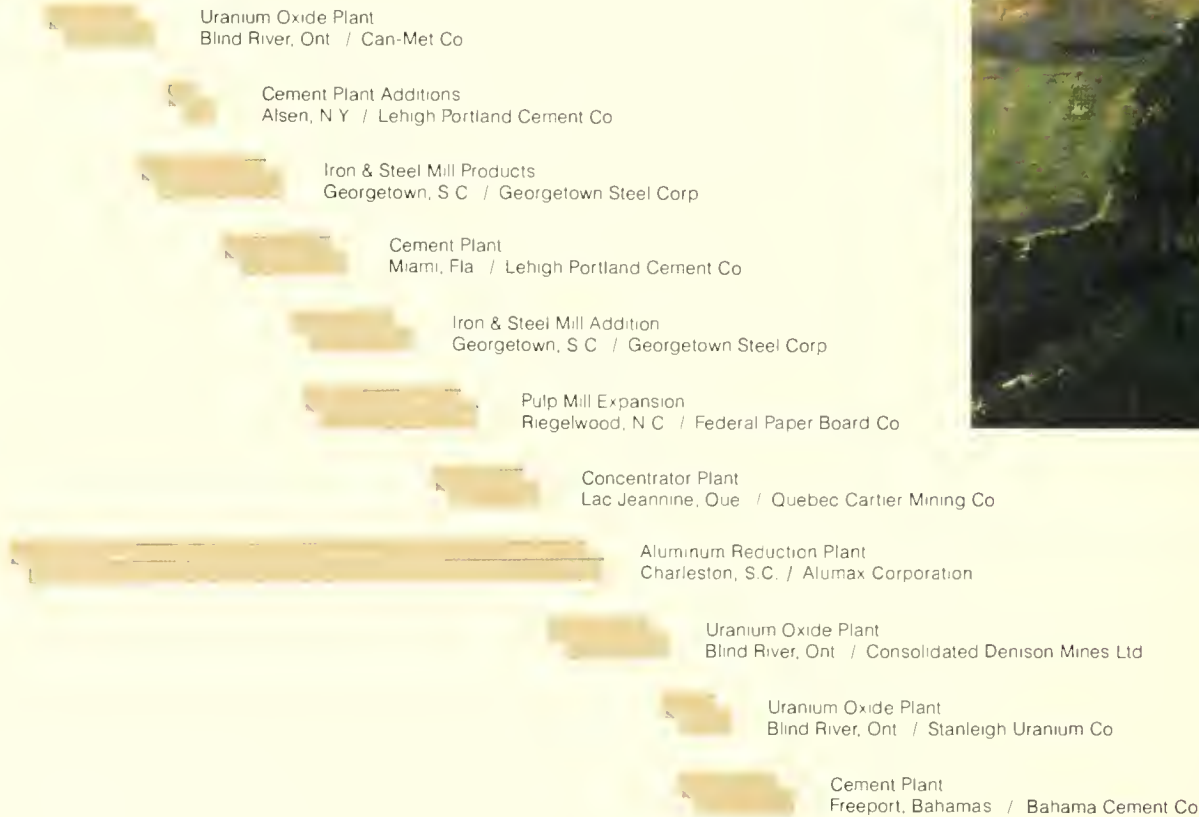 Uranium Oxide Plant
Blind River, Ont / Can-Met Co
Cement Plant Additions
Alsen, N Y / Lehigh Portland Cement Co
Iron & Steel Mill Products
Georgetown, S C / Georgetown Steel Corp
Cement Plant
Miami, Fla / Lehigh Portland Cement Co
Iron & Steel Mill Addition
Georgetown, S C / Georgetown Steel Corp
Pulp Mill Expansion
Riegelwood, N C / Federal Paper Board Co
Concentrator Plant
Lac Jeannine, Que / Quebec Cartier Mining Co
Aluminum Reduction Plant
Charleston, S.C. / Alumax Corporation
Uranium Oxide Plant
Blind River, Ont / Consolidated Denison Mines Ltd
Uranium Oxide Plant
Blind River, Ont / Stanleigh Uranium Co
Cement Plant
Freeport, Bahamas / Bahama Cement Co